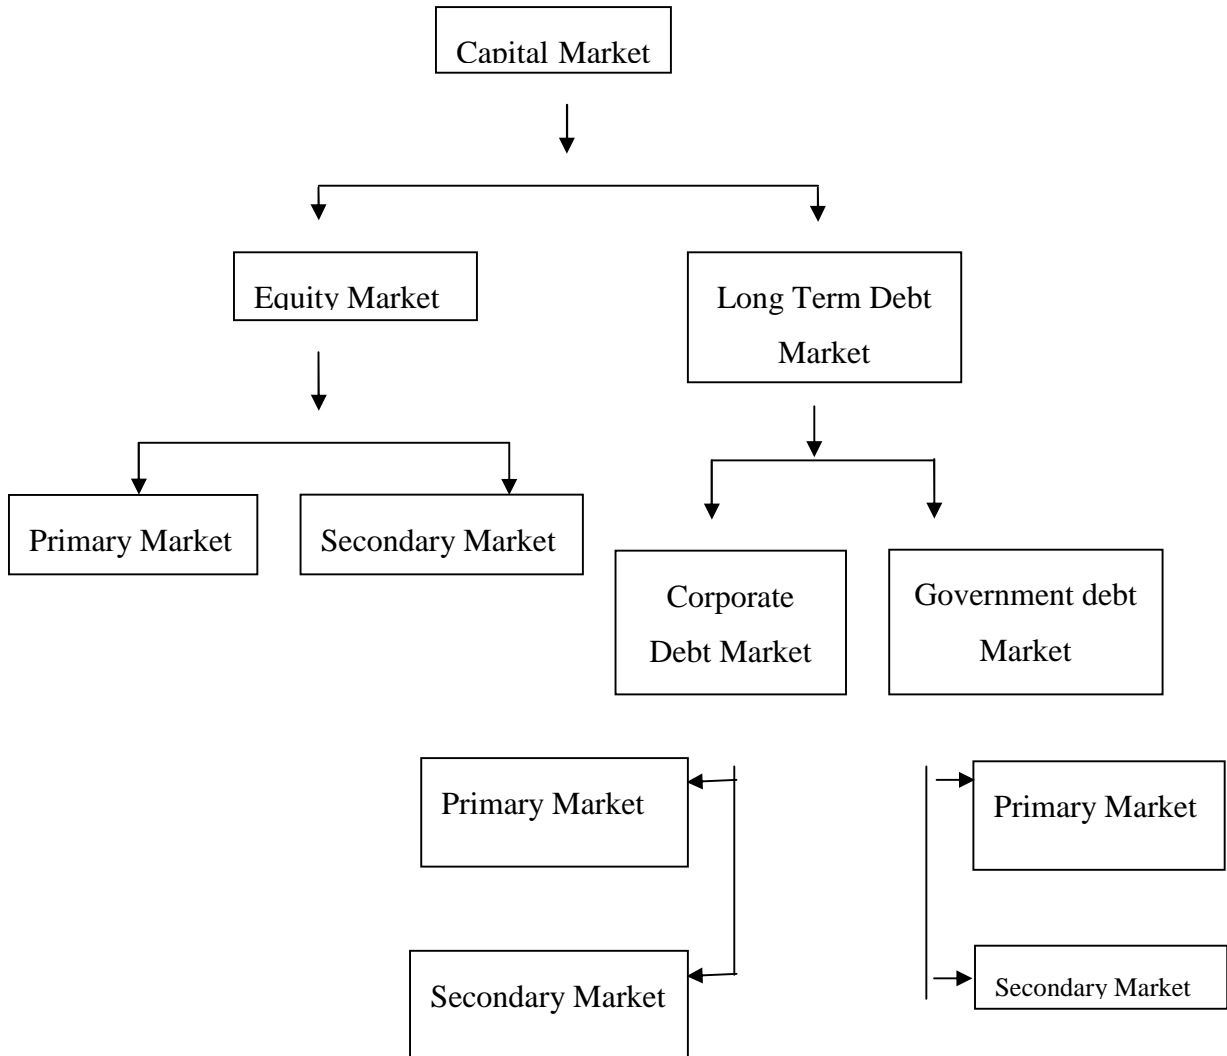 Capital Market
Equity Market
Long Term Debt
Market
Primary Market
Secondary Market
Corporate
Debt Market
Government debt
Market
Primary Market
Primary Market
Secondary Market
Secondary Market